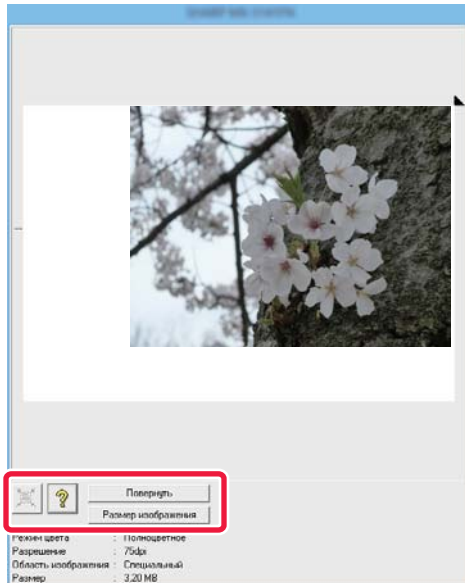 ?
Повернуть
Размер изображения
Режим цвета : Полноцветное
Разрешение : 75dpi
Область изображения : Специальный
Размер : 3,20 MB